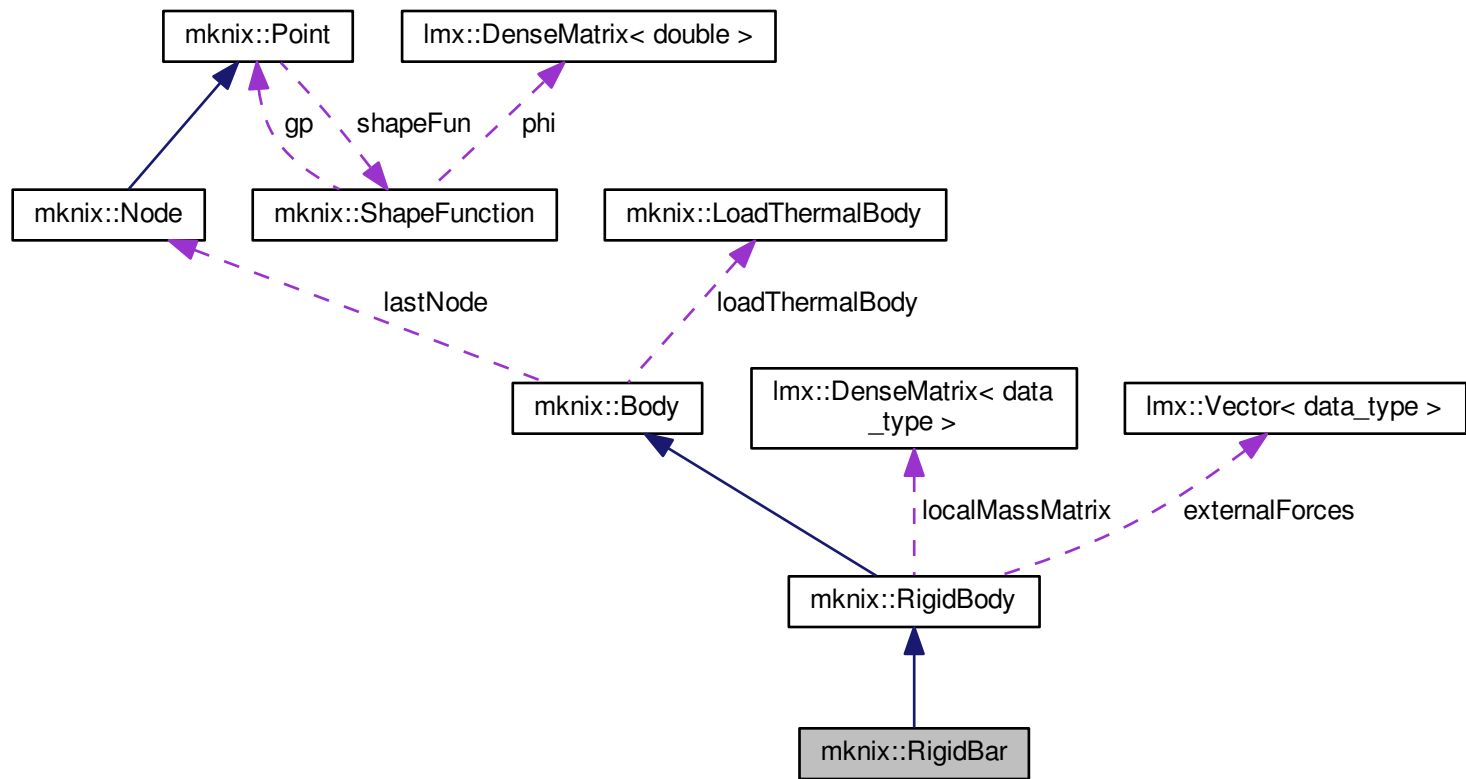 mknix::Point
lmx::DenseMatrix< double >
gp
shapeFun
phi
mknix::Node
mknix::ShapeFunction
mknix::LoadThermalBody
lastNode
loadThermalBody
mknix::Body
lmx::DenseMatrix< data
_type >
lmx::Vector< data_type >
localMassMatrix
externalForces
mknix::RigidBody
mknix::RigidBar